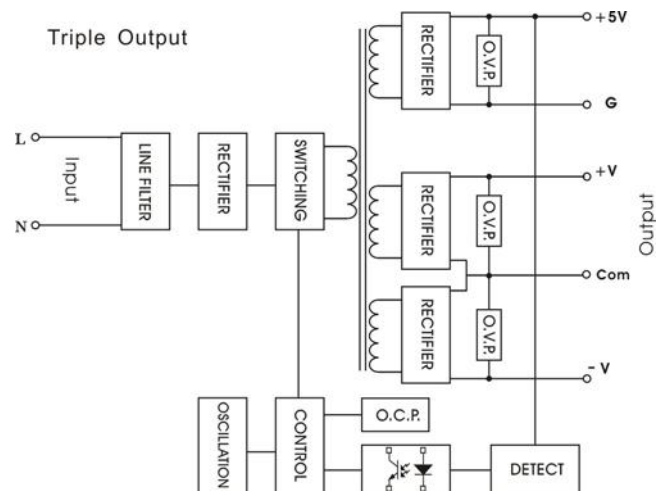 Triple Output
L
Input
N
LINE FILTER
RECTIFIER
SWITCHING
RECTIFIER
O.V.P.
+5V
G
RECTIFIER
O.V.P.
+V
Com
Output
RECTIFIER
O.V.P.
- V
OSCILLATION
CONTROL
O.C.P.
DETECT